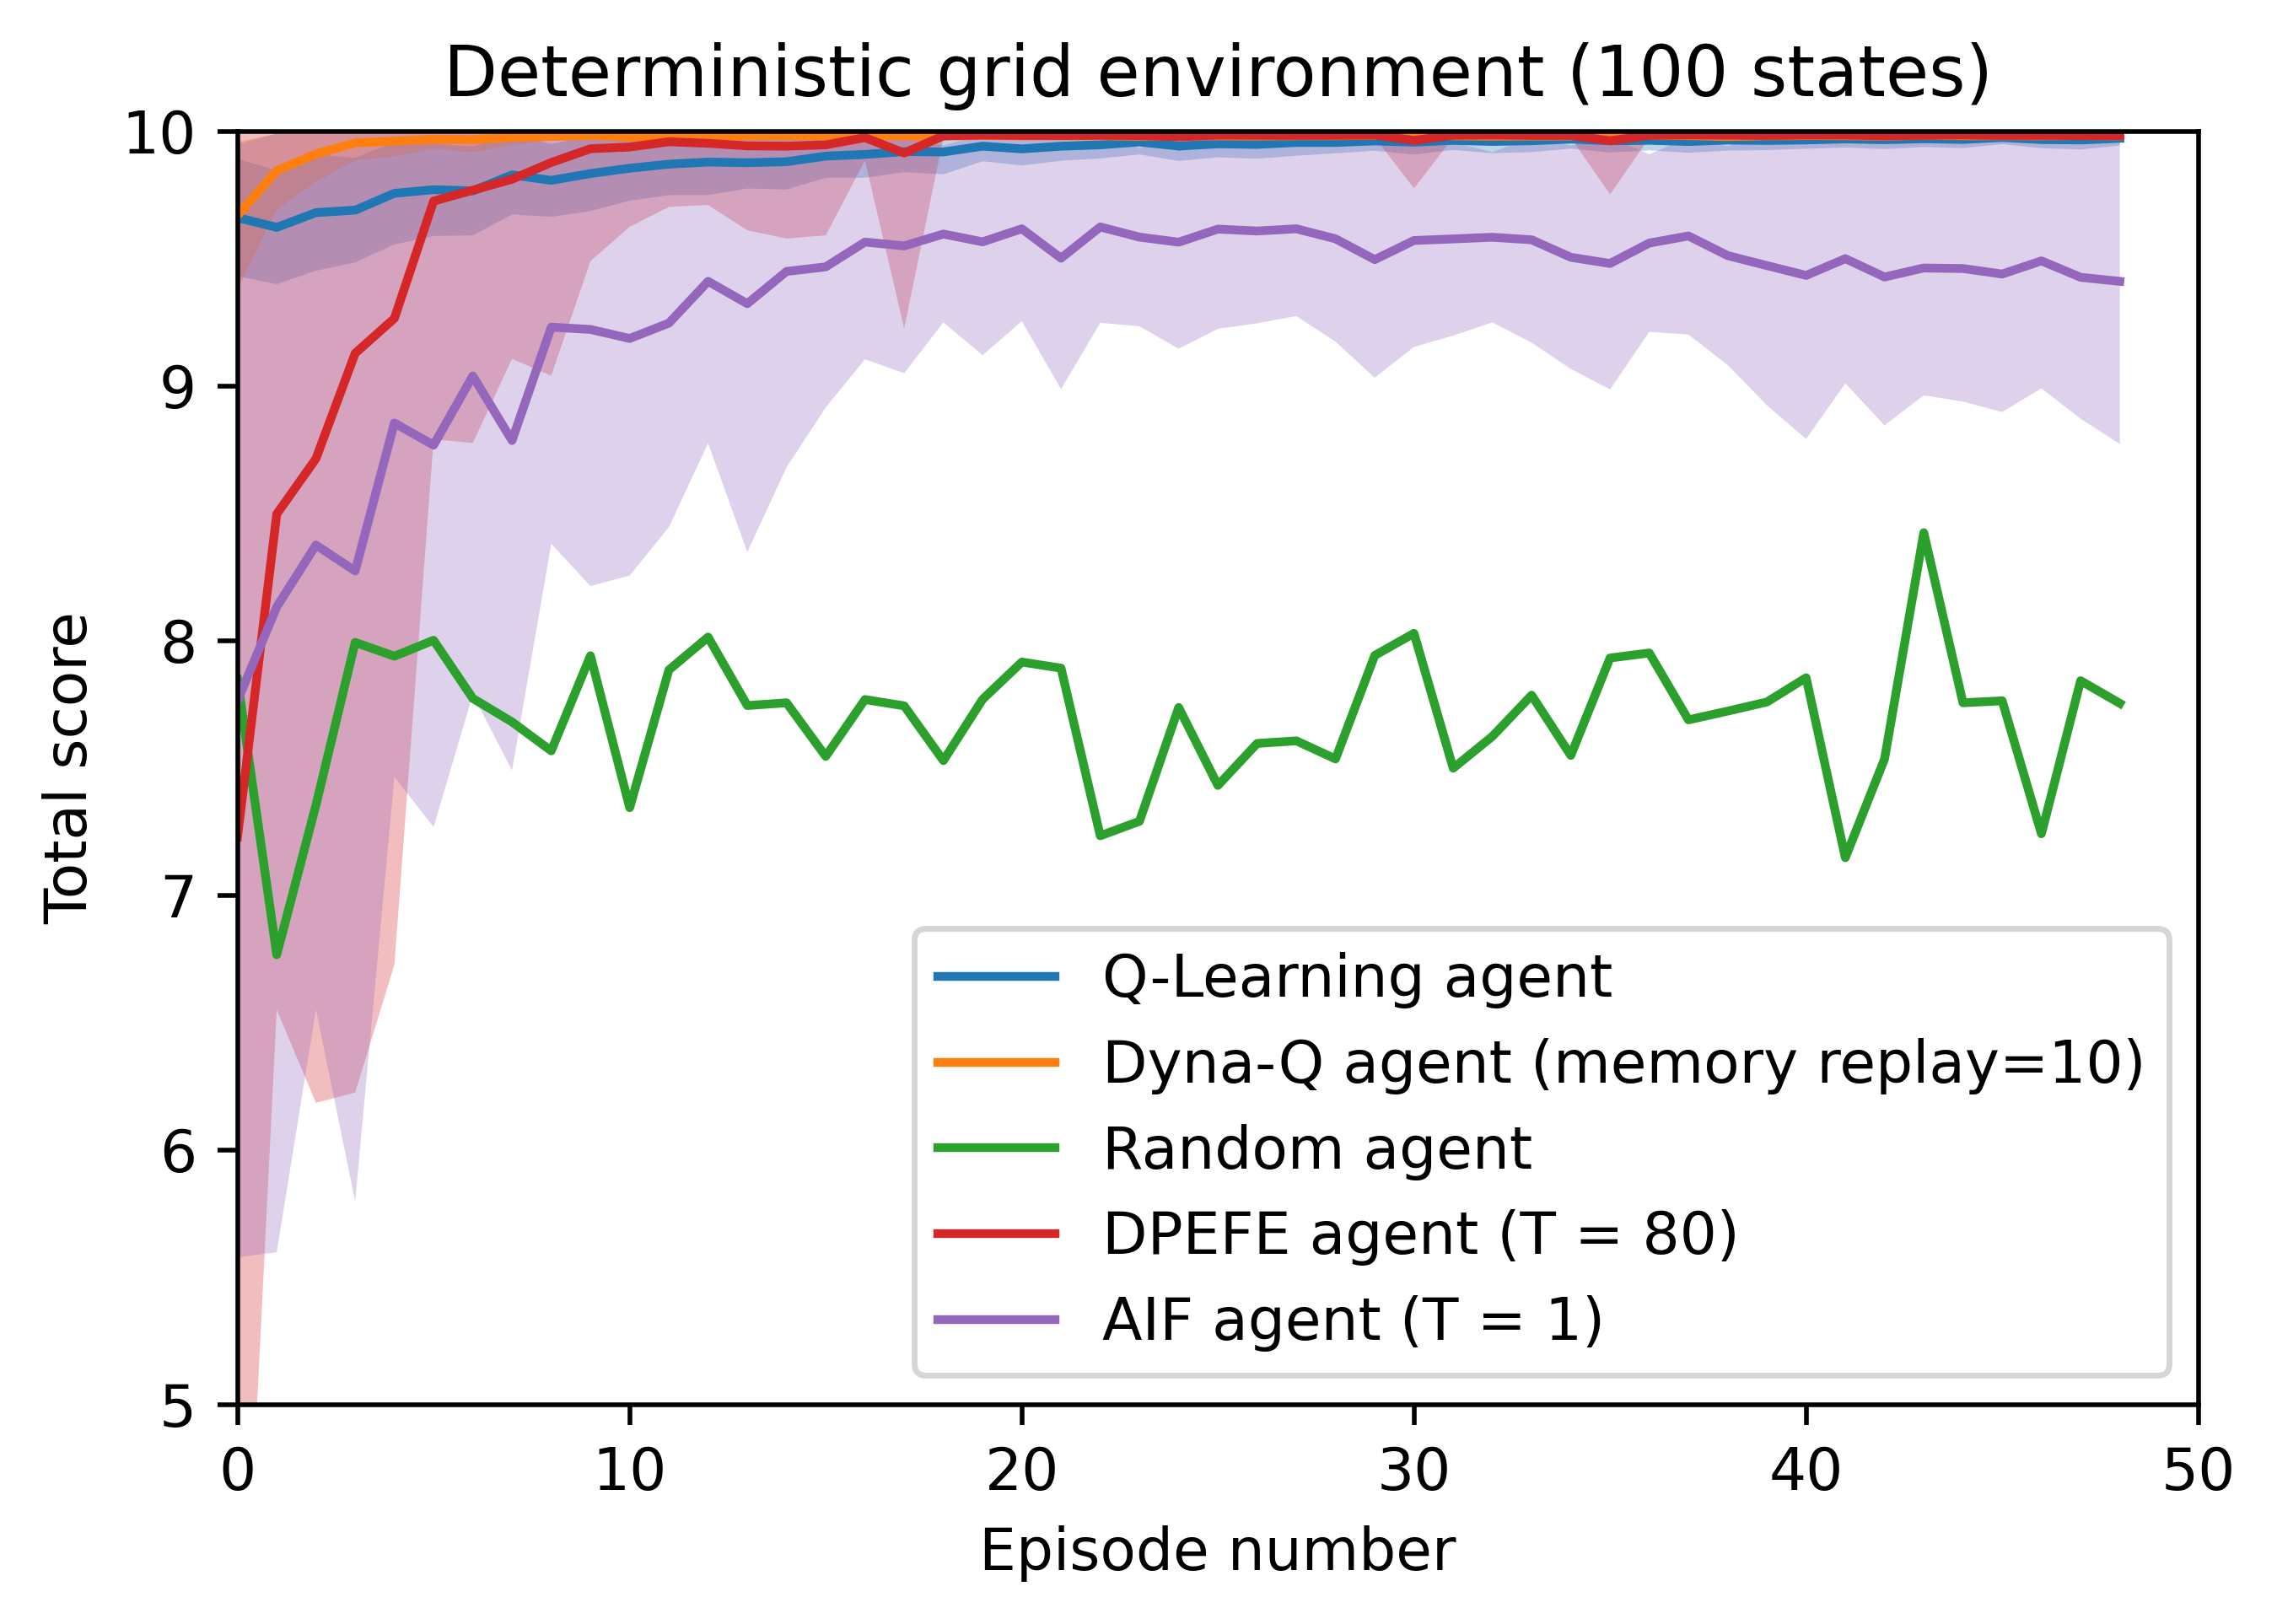 Deterministic grid environment (100 states)
10
9
8
7
6
5
Total score
Q-Learning agent
Dyna-Q agent (memory replay=10)
Random agent
DPEFE agent (T = 80)
AIF agent (T = 1)
0 10 20 30 40 50
Episode number